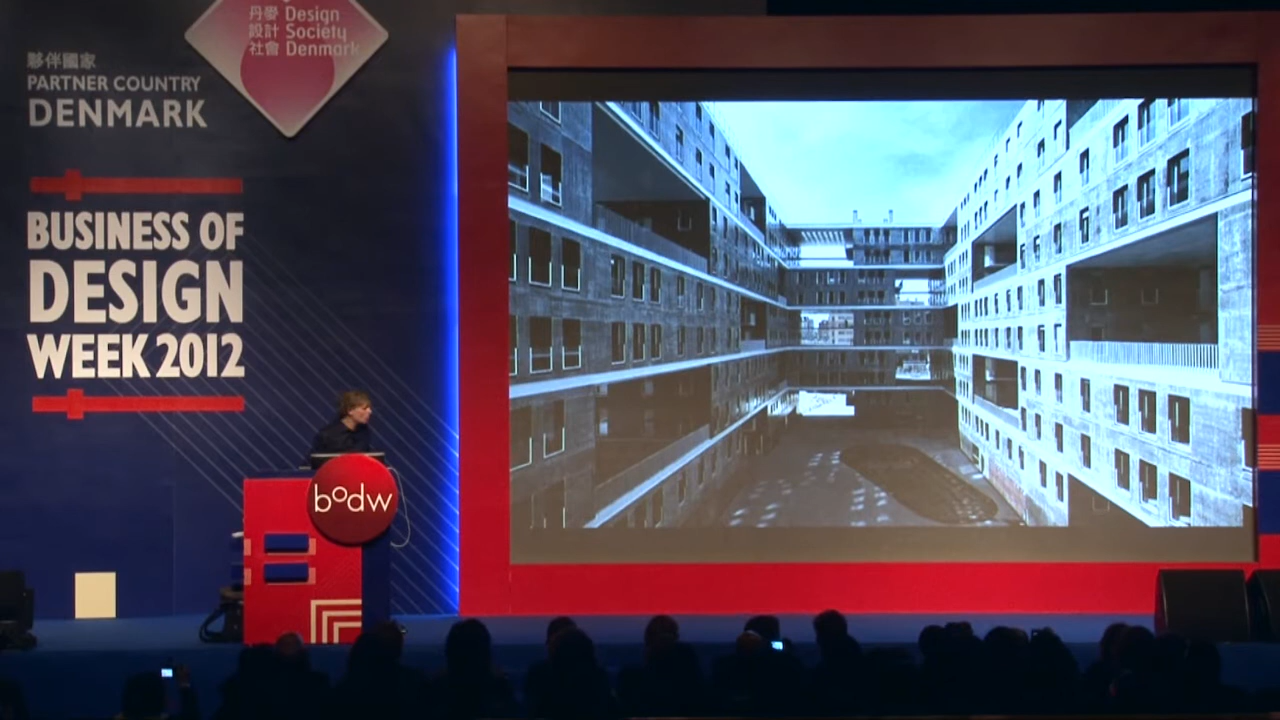 丹麥 Design
設計 Society
社會 Denmark
夥伴國家
PARTNER COUNTRY
DENMARK
BUSINESS OF
DESIGN
WEEK 2012
bodw